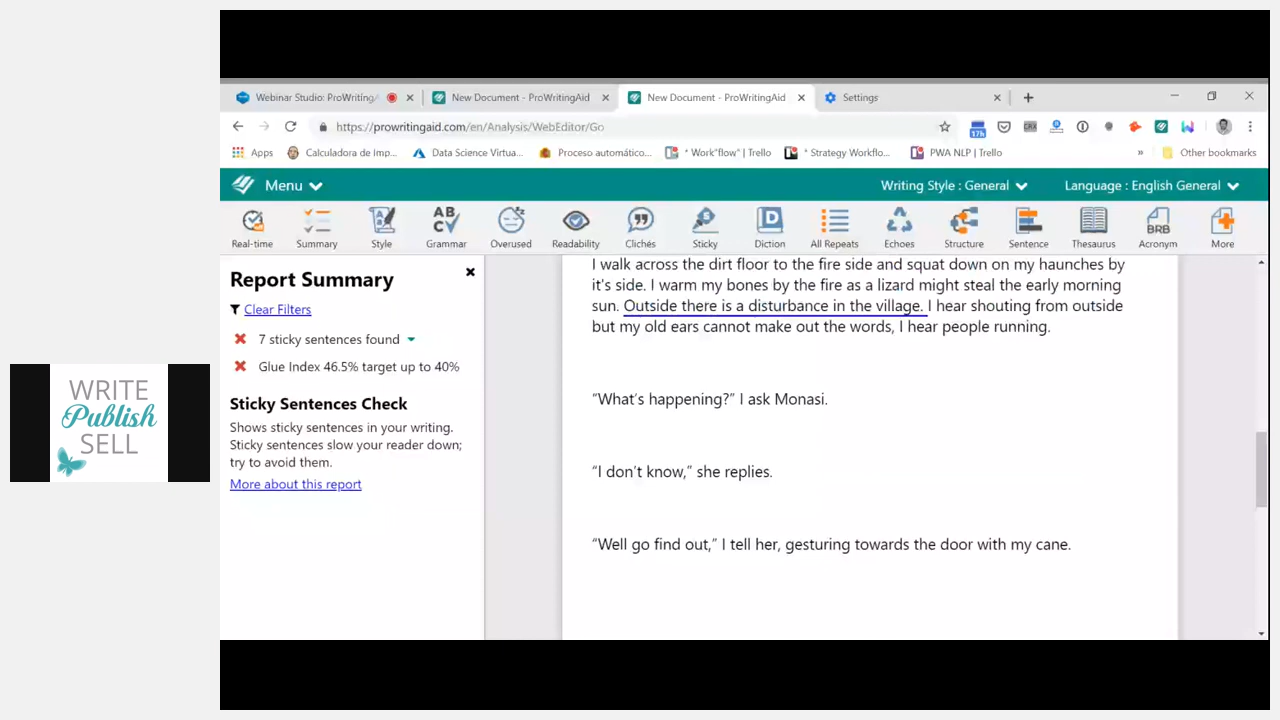 Webinar Studio: ProWritingA
New Document - ProWritingAid
New Document - ProWritingAid
Settings
https://prowritingaid.com/en/Analysis/WebEditor/Go
17h
Apps
Calculadora de Imp...
Data Science Virtua...
Proceso automático...
* Work"flow" | Trello
* Strategy Workflo...
PWA NLP | Trello
»
Other bookmarks
Menu
Writing Style : General
Language : English General
Real-time
Summary
Style
Grammar
Overused
Readability
Clichés
Sticky
Diction
All Repeats
Echoes
Structure
Sentence
Thesaurus
Acronym
More
Report Summary
Clear Filters
7 sticky sentences found
Glue Index 46.5% target up to 40%
Sticky Sentences Check
Shows sticky sentences in your writing.
Sticky sentences slow your reader down;
try to avoid them.
More about this report
I walk across the dirt floor to the fire side and squat down on my haunches by
it's side. I warm my bones by the fire as a lizard might steal the early morning
sun. Outside there is a disturbance in the village. I hear shouting from outside
but my old ears cannot make out the words, I hear people running.
“What's happening?” I ask Monasi.
“I don't know,” she replies.
“Well go find out,” I tell her, gesturing towards the door with my cane.
WRITE
Publish
SELL